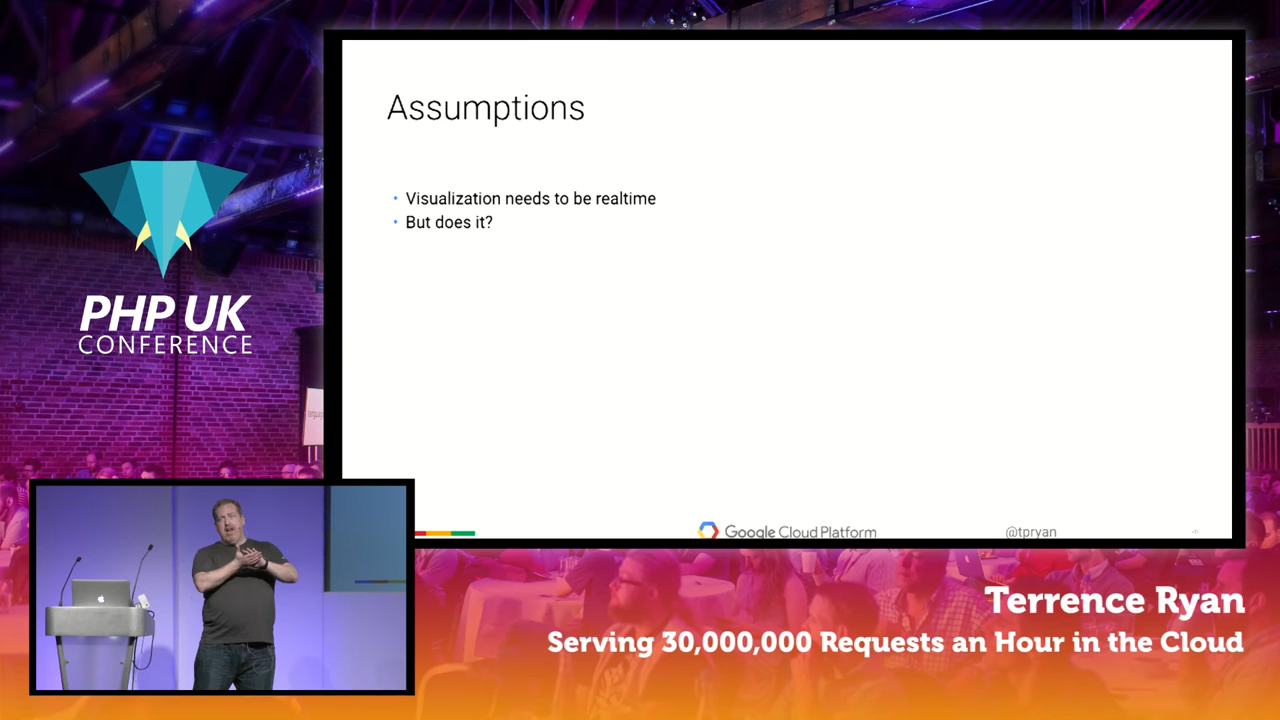 Assumptions
• Visualization needs to be realtime
• But does it?
Google Cloud Platform
@tpryan
PHP UK
CONFERENCE
Terrence Ryan
Serving 30,000,000 Requests an Hour in the Cloud